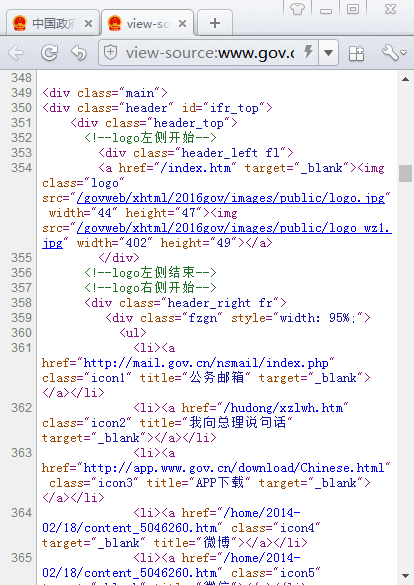 中国政府
view-sou
view-source:www.gov.c
348
349 <div class="main">
350 <div class="header" id="ifr_top">
351 <div class="header_top">
352 <!--logo左侧开始-->
353 <div class="header_left fl">
354 <a href="/index.htm" target="_blank"><img
class="logo"
src="/govweb/xhtml/2016gov/images/public/logo.jpg"
width="44" height="47"><img
src="/govweb/xhtml/2016gov/images/public/logo_wz1.
jpg" width="402" height="49"></a>
355 </div>
356 <!--logo左侧结束-->
357 <!--logo右侧开始-->
358 <div class="header_right fr">
359 <div class="fzgn" style="width: 95%;">
360 <ul>
361 <li><a
href="http://mail.gov.cn/nsmail/index.php"
class="icon1" title="公务邮箱" target="_blank">
</a></li>
362 <li><a href="/hudong/xzlwh.htm"
class="icon2" title="我向总理说句话"
target="_blank"></a></li>
363 <li><a
href="http://app.www.gov.cn/download/Chinese.html"
class="icon3" title="APP下载" target="_blank">
</a></li>
364 <li><a href="/home/2014-
02/18/content_5046260.htm" class="icon4"
target="_blank" title="微博"></a></li>
365 <li><a href="/home/2014-
02/18/content_5046260.htm" class="icon5"
target="_blank" title="微信"></a></li>